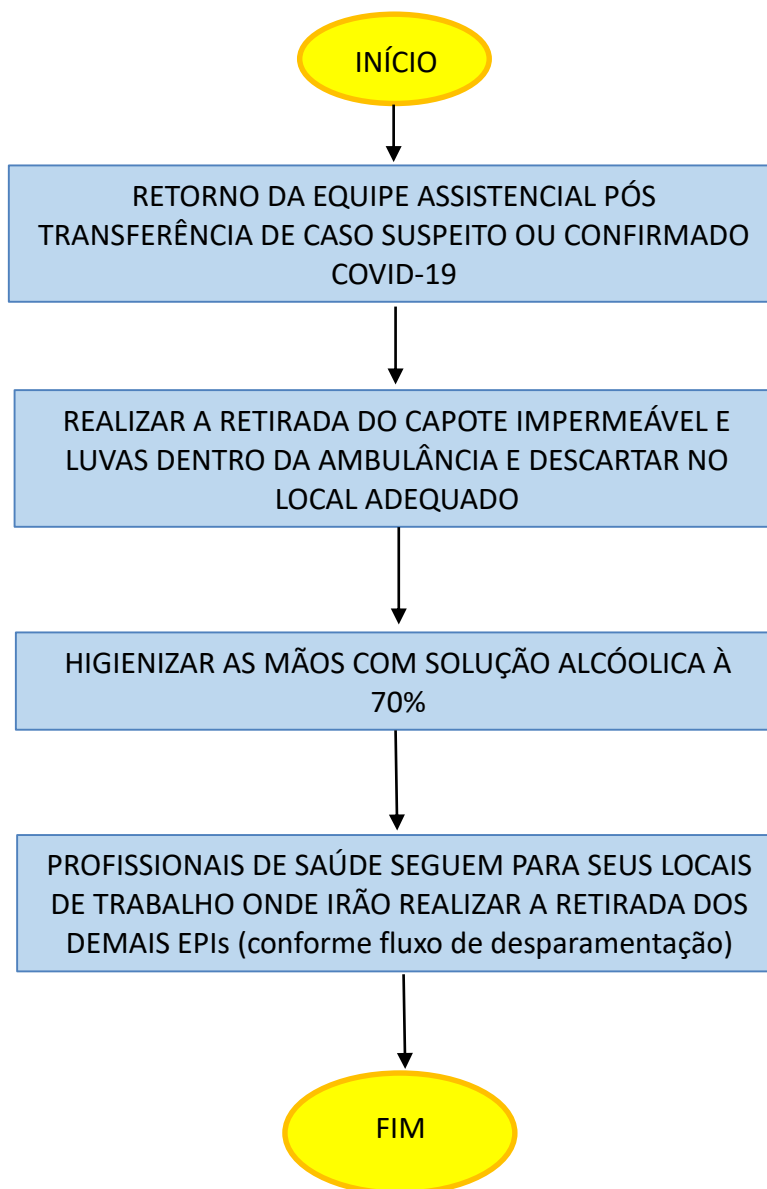 INÍCIO
RETORNO DA EQUIPE ASSISTENCIAL PÓS
TRANSFERÊNCIA DE CASO SUSPEITO OU CONFIRMADO
COVID-19
REALIZAR A RETIRADA DO CAPOTE IMPERMEÁVEL E
LUVAS DENTRO DA AMBULÂNCIA E DESCARTAR NO
LOCAL ADEQUADO
HIGIENIZAR AS MÃOS COM SOLUÇÃO ALCÓOLICA À
70%
PROFISSIONAIS DE SAÚDE SEGUEM PARA SEUS LOCAIS
DE TRABALHO ONDE IRÃO REALIZAR A RETIRADA DOS
DEMAIS EPIs (conforme fluxo de desparamentação)
FIM